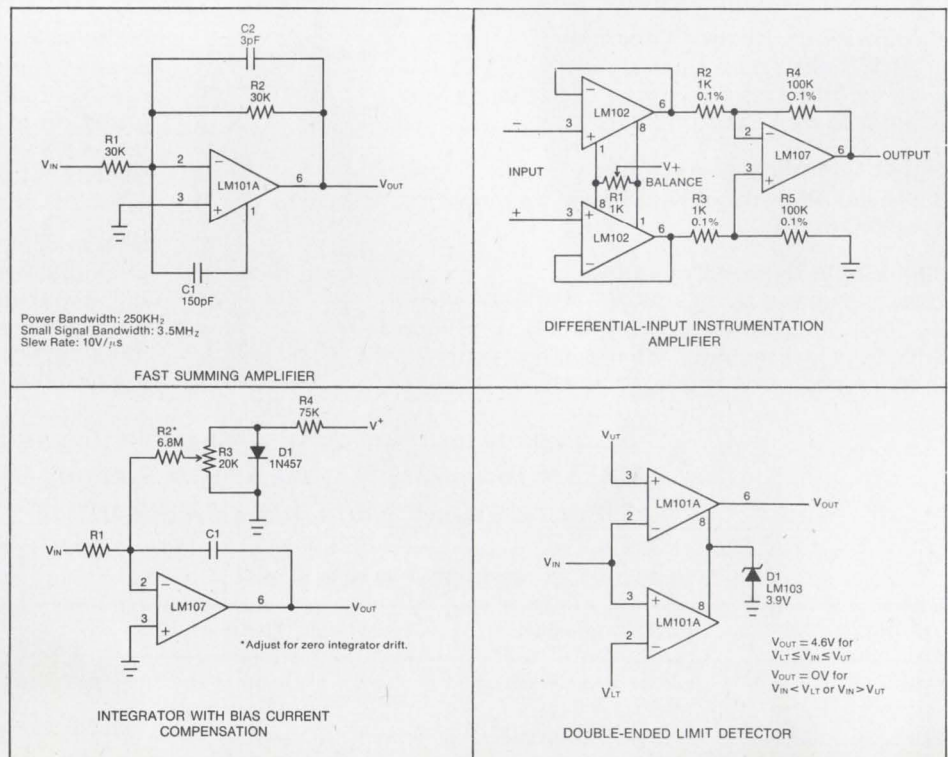 C2
3pF
R2
30K
R1
30K
VIN
2
−
LM101A
6
VOUT
3
+
1
C1
150pF
Power Bandwidth: 250KHz
Small Signal Bandwidth: 3.5MHz
Slew Rate: 10V/μs
FAST SUMMING AMPLIFIER
R2
1K
0.1%
R4
100K
O.1%
−
LM102
6
−
3
+
8
1
2
−
LM107
6
OUTPUT
3
+
INPUT
V+
BALANCE
8
R1
1K
+
3
+
1
LM102
6
−
R3
1K
0.1%
R5
100K
0.1%
DIFFERENTIAL-INPUT INSTRUMENTATION
AMPLIFIER
R4
75K
V+
R2*
6.8M
R3
20K
D1
1N457
VIN
R1
C1
2
−
LM107
6
VOUT
3
+
*Adjust for zero integrator drift.
INTEGRATOR WITH BIAS CURRENT
COMPENSATION
VUT
3
+
LM101A
6
VOUT
2
−
8
VIN
D1
LM103
3.9V
3
+
8
LM101A
2
−
VLT
VOUT = 4.6V for
VLT ≤ VIN ≤ VUT
VOUT = OV for
VIN < VLT or VIN > VUT
DOUBLE-ENDED LIMIT DETECTOR